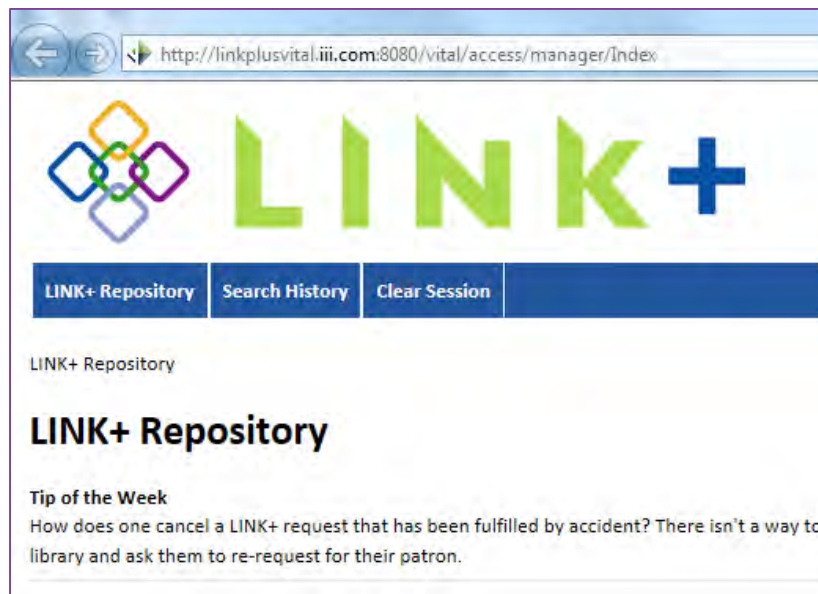 http://linkplusvital.iii.com:8080/vital/access/manager/Index
LINK+
LINK+ Repository Search History Clear Session
LINK+ Repository
LINK+ Repository
Tip of the Week
How does one cancel a LINK+ request that has been fulfilled by accident? There isn't a way to
library and ask them to re-request for their patron.